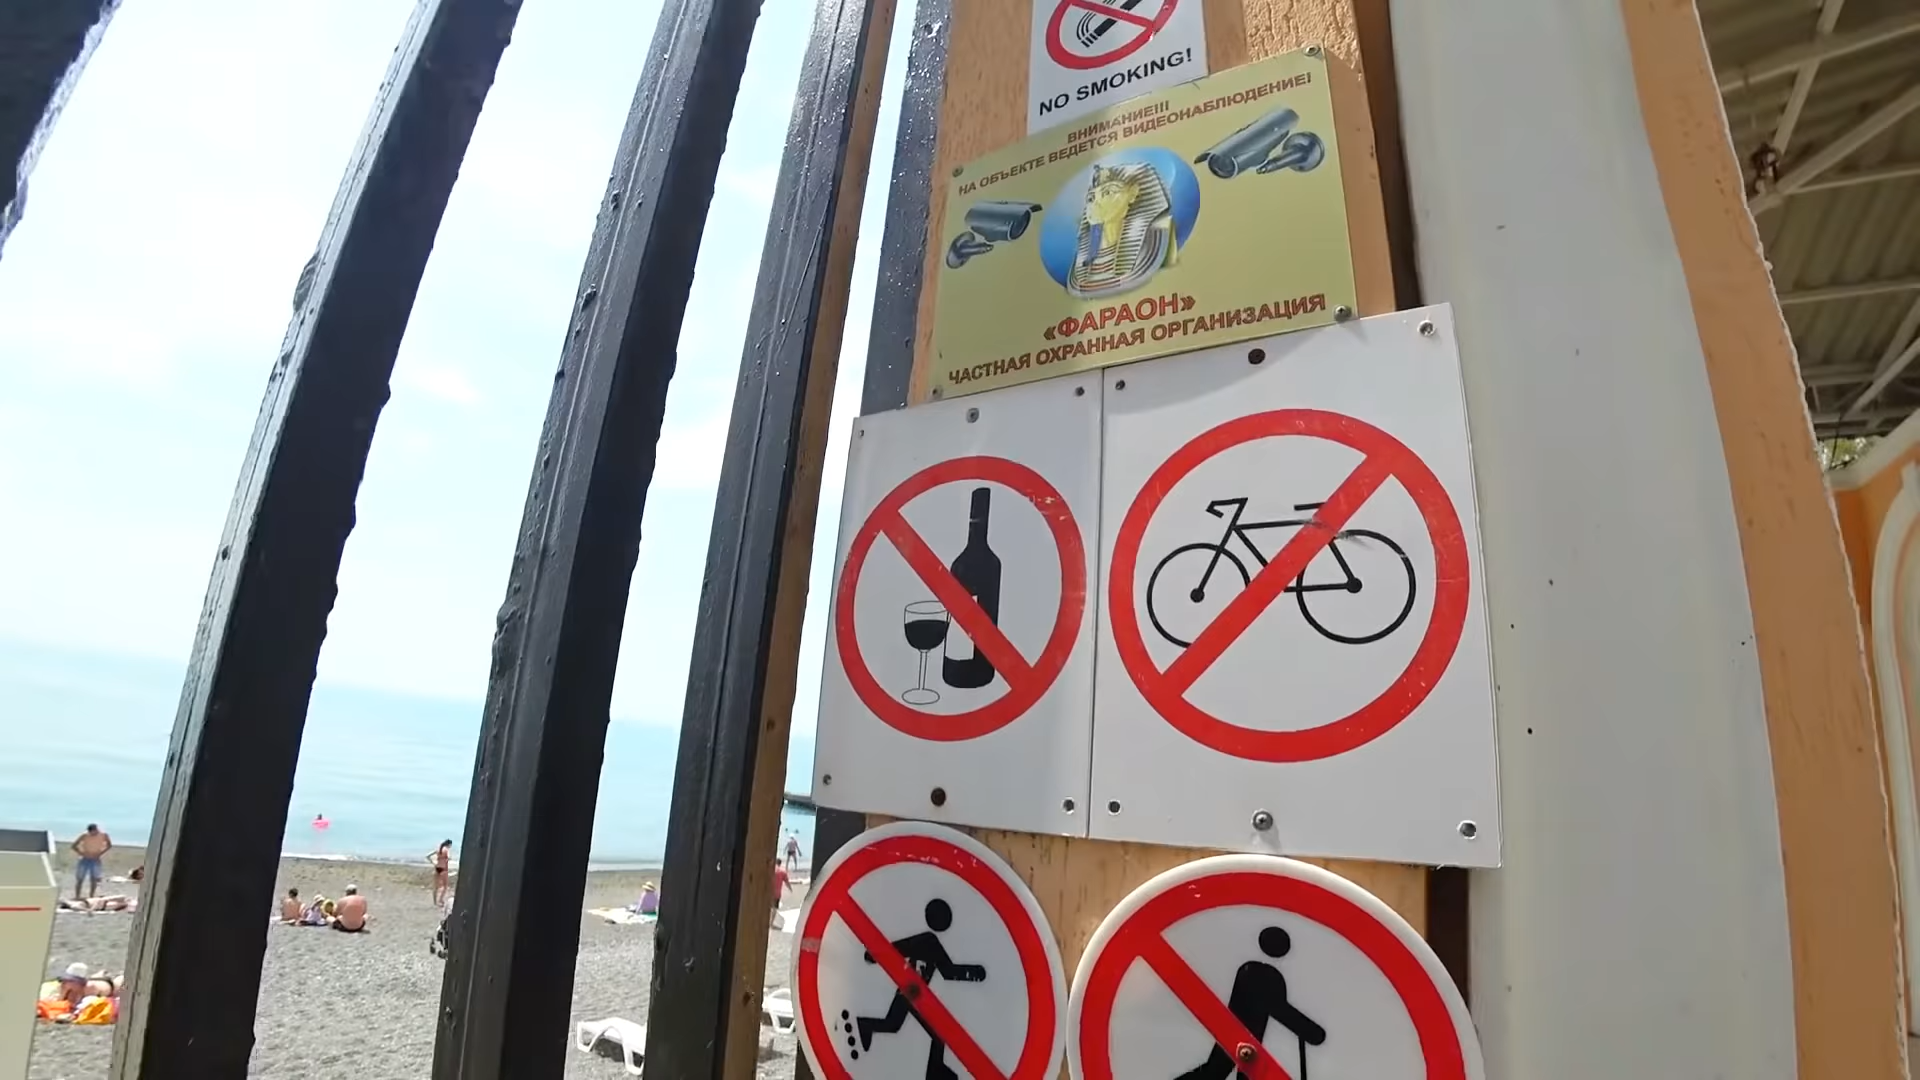 NO SMOKING!
ВНИМАНИЕ!!!
НА ОБЪЕКТЕ ВЕДЕТСЯ ВИДЕОНАБЛЮДЕНИЕ!
«ФАРАОН»
ЧАСТНАЯ ОХРАННАЯ ОРГАНИЗАЦИЯ